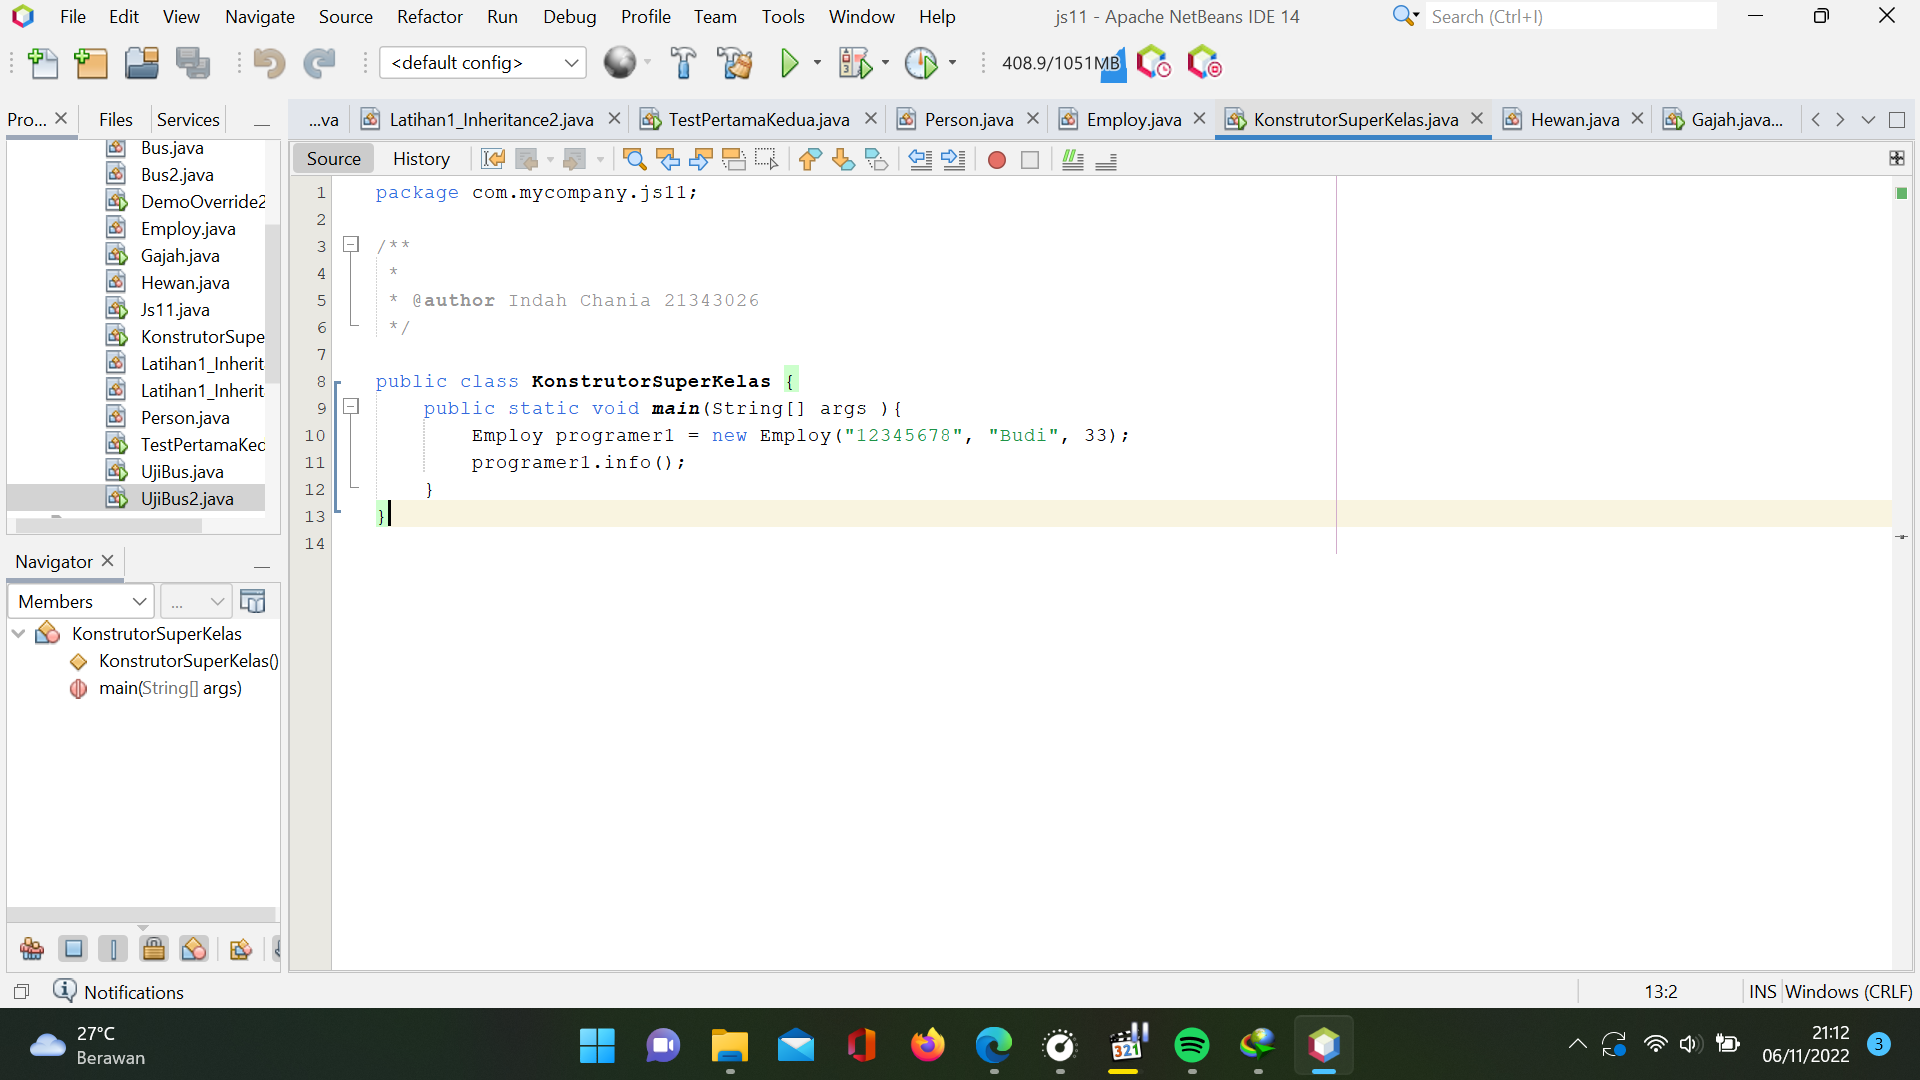 File Edit View Navigate Source Refactor Run Debug Profile Team Tools Window Help js11 - Apache NetBeans IDE 14 Search (Ctrl+I)
<default config> 408.9/1051MB
Pro... Files Services
...va Latihan1_Inheritance2.java TestPertamaKedua.java Person.java Employ.java KonstrutorSuperKelas.java Hewan.java Gajah.java...
Source History
Bus.java
Bus2.java
DemoOverride2
Employ.java
Gajah.java
Hewan.java
Js11.java
KonstrutorSupe
Latihan1_Inherit
Latihan1_Inherit
Person.java
TestPertamaKed
UjiBus.java
UjiBus2.java
1 package com.mycompany.js11;
2
3 /**
4 *
5 * @author Indah Chania 21343026
6 */
7
8 public class KonstrutorSuperKelas {
9 public static void main(String[] args ){
10 Employ programer1 = new Employ("12345678", "Budi", 33);
11 programer1.info();
12 }
13 }
14
Navigator
Members ...
KonstrutorSuperKelas
KonstrutorSuperKelas()
main(String[] args)
Notifications 13:2 INS Windows (CRLF)
27°C
Berawan
321
21:12
06/11/2022
3